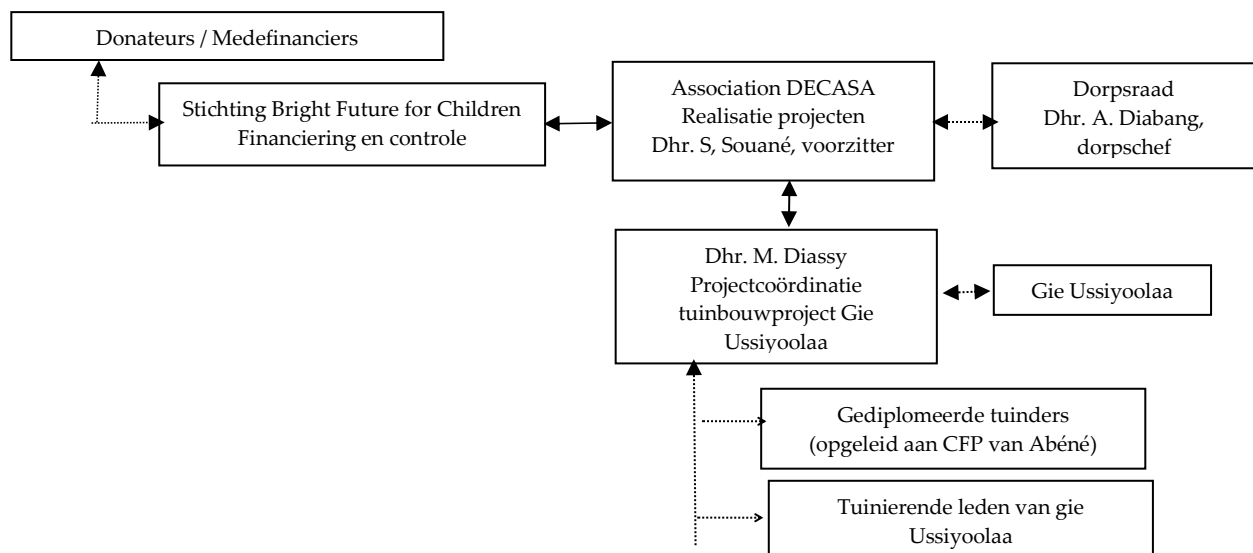 Donateurs / Medefinanciers
Stichting Bright Future for Children
Financiering en controle
Association DECASA
Realisatie projecten
Dhr. S, Souané, voorzitter
Dorpsraad
Dhr. A. Diabang,
dorpschef
Dhr. M. Diassy
Projectcoördinatie
tuinbouwproject Gie
Ussiyoolaa
Gie Ussiyoolaa
Gediplomeerde tuinders
(opgeleid aan CFP van Abéné)
Tuinierende leden van gie
Ussiyoolaa